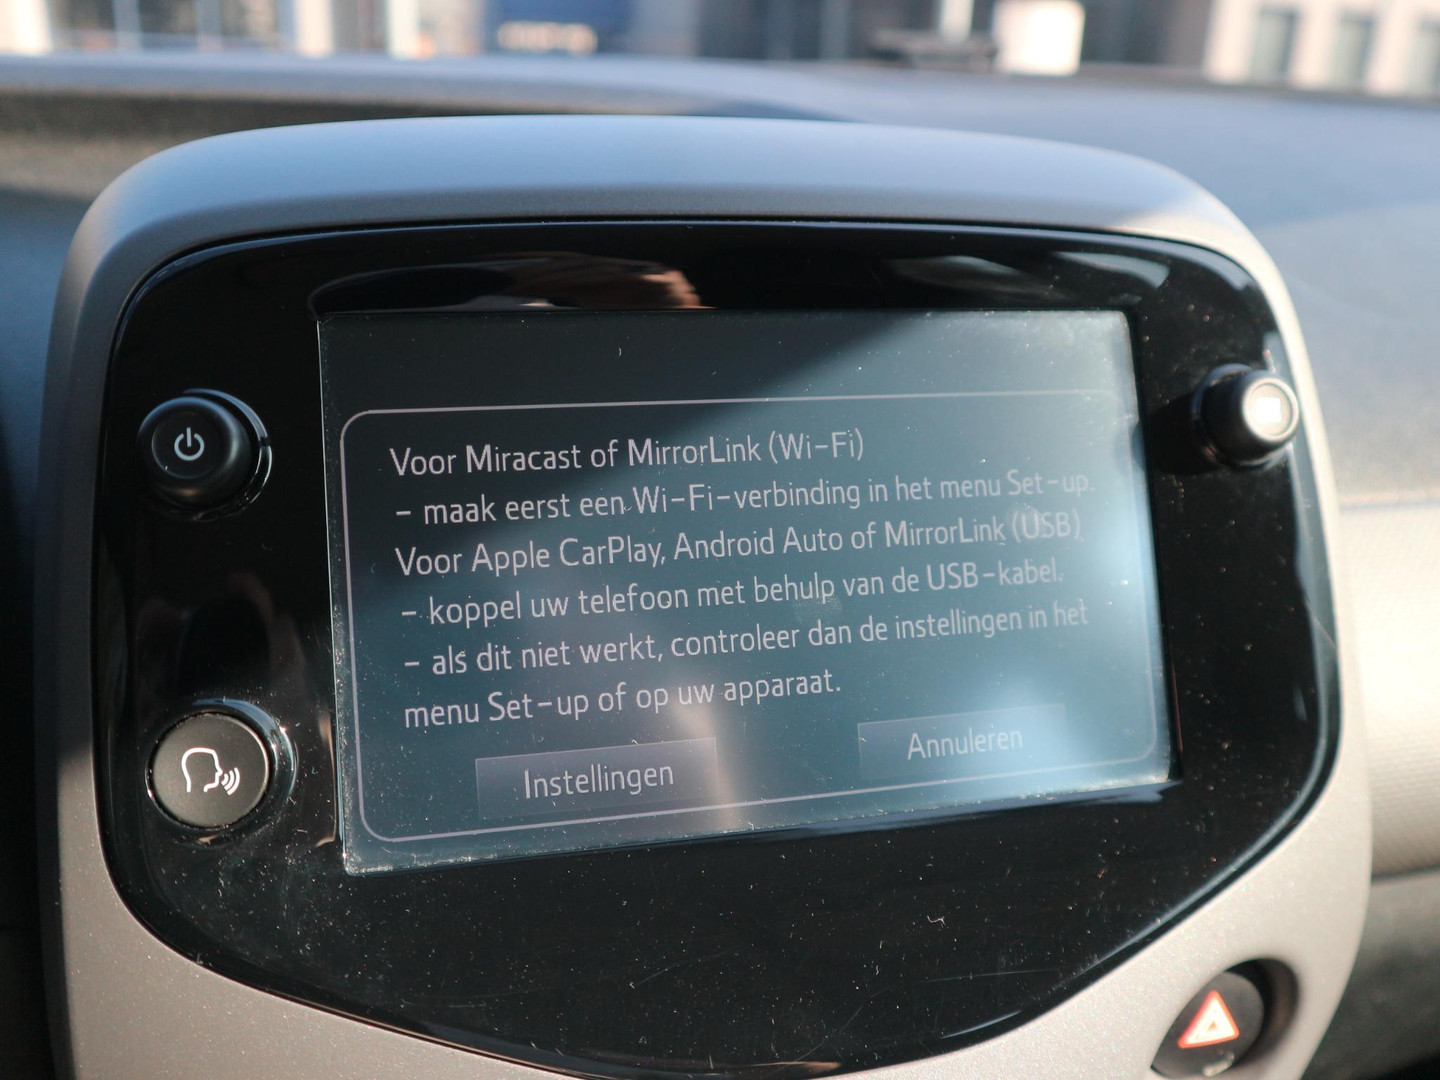 Voor Miracast of MirrorLink (Wi-Fi)
- maak eerst een Wi-Fi-verbinding in het menu Set-up.
Voor Apple CarPlay, Android Auto of MirrorLink (USB)
- koppel uw telefoon met behulp van de USB-kabel.
- als dit niet werkt, controleer dan de instellingen in het
menu Set-up of op uw apparaat.
Instellingen
Annuleren